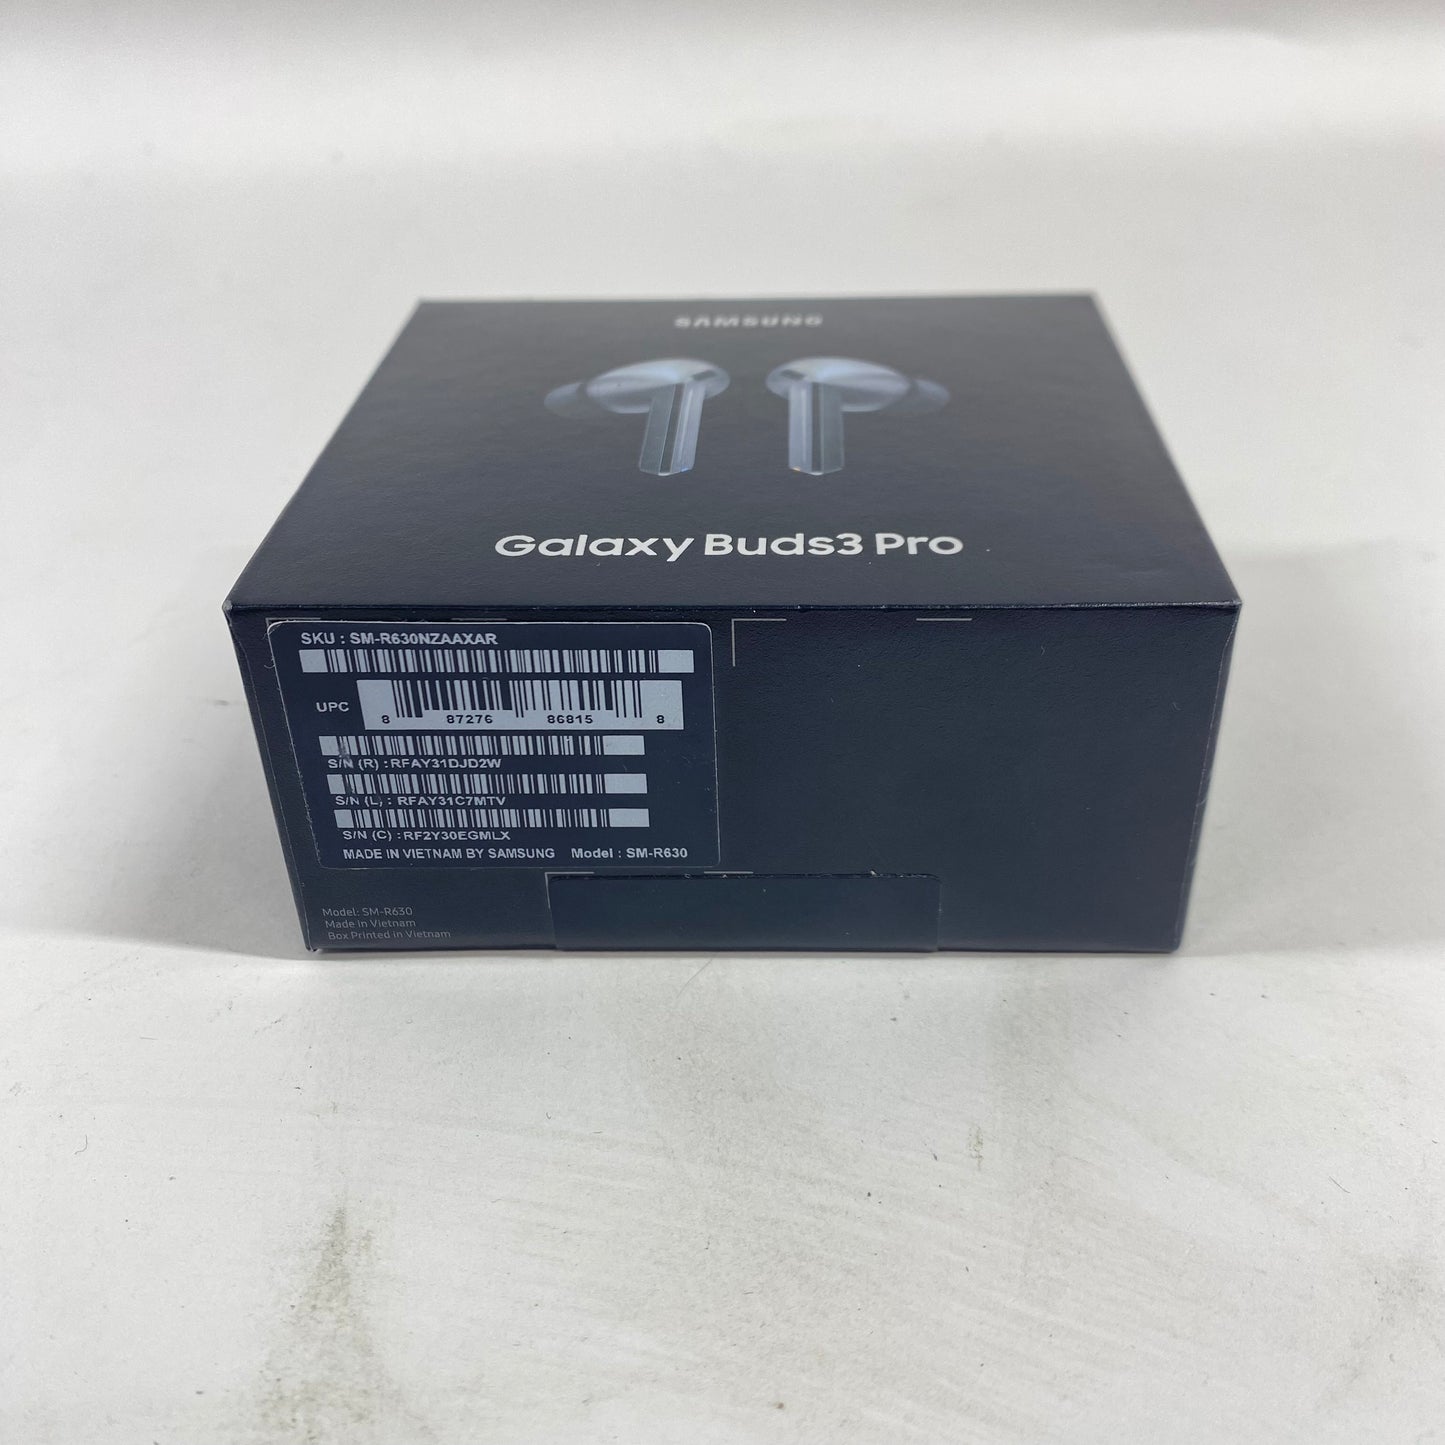 SAMSUNG
Galaxy Buds3 Pro
SKU : SM-R630NZAAXAR
UPC
8 87276 86815 8
S/N (R) :RFAY31DJD2W
S/N (L) : RFAY31C7MTV
S/N (C) :RF2Y30EGMLX
MADE IN VIETNAM BY SAMSUNG Model : SM-R630
Model: SM-R630
Made in Vietnam
Box Printed in Vietnam